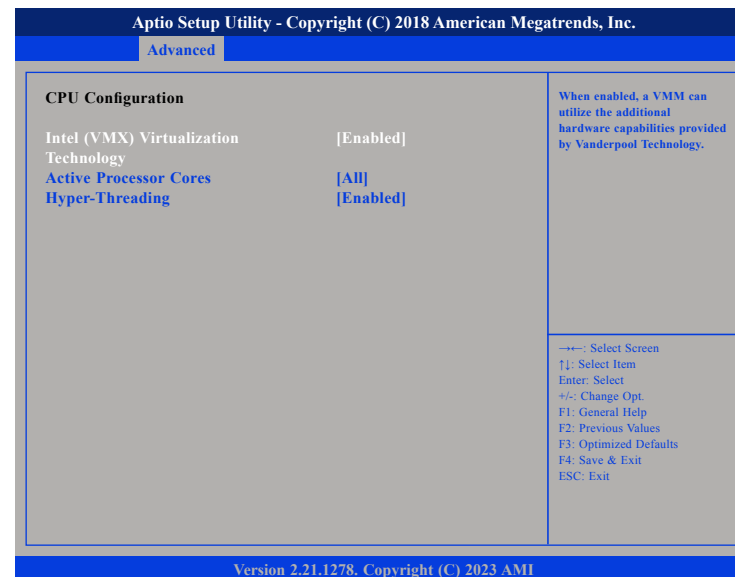 Aptio Setup Utility - Copyright (C) 2018 American Megatrends, Inc.
Advanced
CPU Configuration
Intel (VMX) Virtualization [Enabled]
Technology
Active Processor Cores [All]
Hyper-Threading [Enabled]
When enabled, a VMM can
utilize the additional
hardware capabilities provided
by Vanderpool Technology.
→←: Select Screen
↑↓: Select Item
Enter: Select
+/-: Change Opt.
F1: General Help
F2: Previous Values
F3: Optimized Defaults
F4: Save & Exit
ESC: Exit
Version 2.21.1278. Copyright (C) 2023 AMI